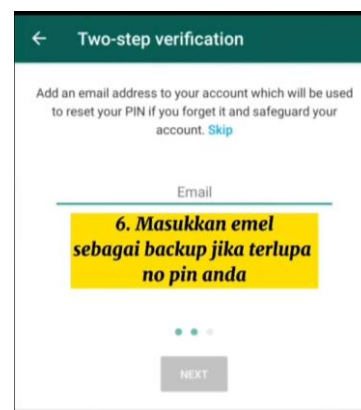 Two-step verification
Add an email address to your account which will be used
to reset your PIN if you forget it and safeguard your
account. Skip
Email
6. Masukkan emel
sebagai backup jika terlupa
no pin anda
NEXT